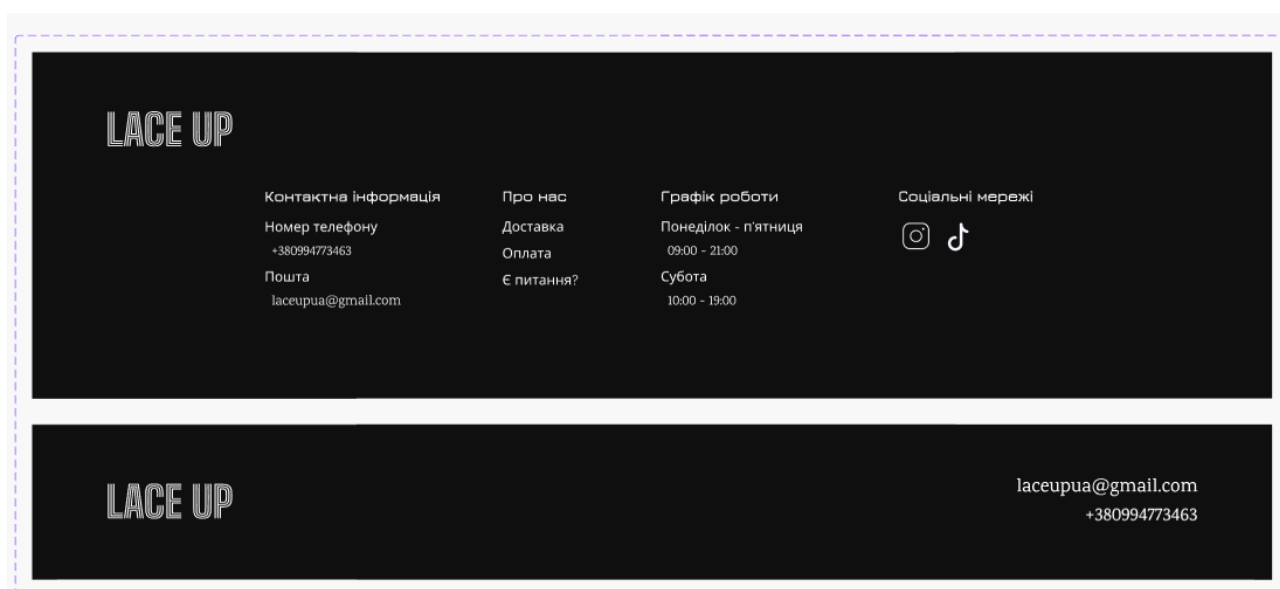 LACE UP
Контактна інформація
Номер телефону
+380994773463
Пошта
laceupua@gmail.com
Про нас
Доставка
Оплата
Є питання?
Графік роботи
Понеділок - п'ятниця
09:00 - 21:00
Субота
10:00 - 19:00
Соціальні мережі
LACE UP
laceupua@gmail.com
+380994773463